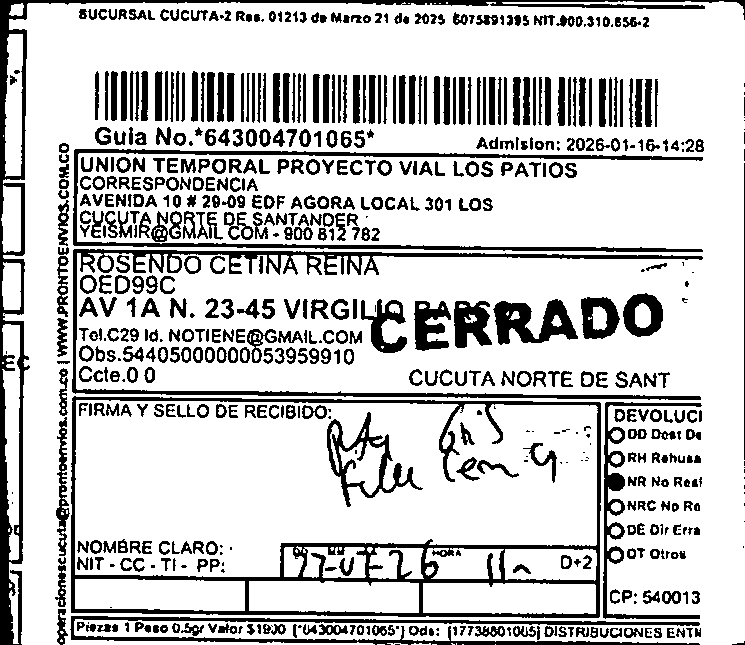 SUCURSAL CUCUTA-2 Res. 01213 de Marzo 21 de 2025 6075891395 NIT.900.310.856-2
Guia No.*643004701065*
Admision: 2026-01-16-14:28
operacionescucuta@prontoenvios.com.co | WWW.PRONTOENVIOS.COM.CO
UNION TEMPORAL PROYECTO VIAL LOS PATIOS
CORRESPONDENCIA
AVENIDA 10 # 29-09 EDF AGORA LOCAL 301 LOS
CUCUTA NORTE DE SANTANDER
YEISMIR@GMAIL COM - 900 812 782
ROSENDO CETINA REINA
OED99C
AV 1A N. 23-45 VIRGILIO BARCO
CERRADO
Tel.C29 Id. NOTIENE@GMAIL.COM
Obs.54405000000053959910
Ccte.0 0
CUCUTA NORTE DE SANT
FIRMA Y SELLO DE RECIBIDO:
DEVOLUCI
DD Dest De
RH Rehusa
NR No Resi
NRC No Re
DE Dir Erra
OT Otros
NOMBRE CLARO:
NIT - CC - TI - PP:
HORA
D+2
CP: 540013
Piezas 1 Peso 0.5gr Valor $1900 [*643004701065*] Ods: [17738801065] DISTRIBUCIONES ENTR